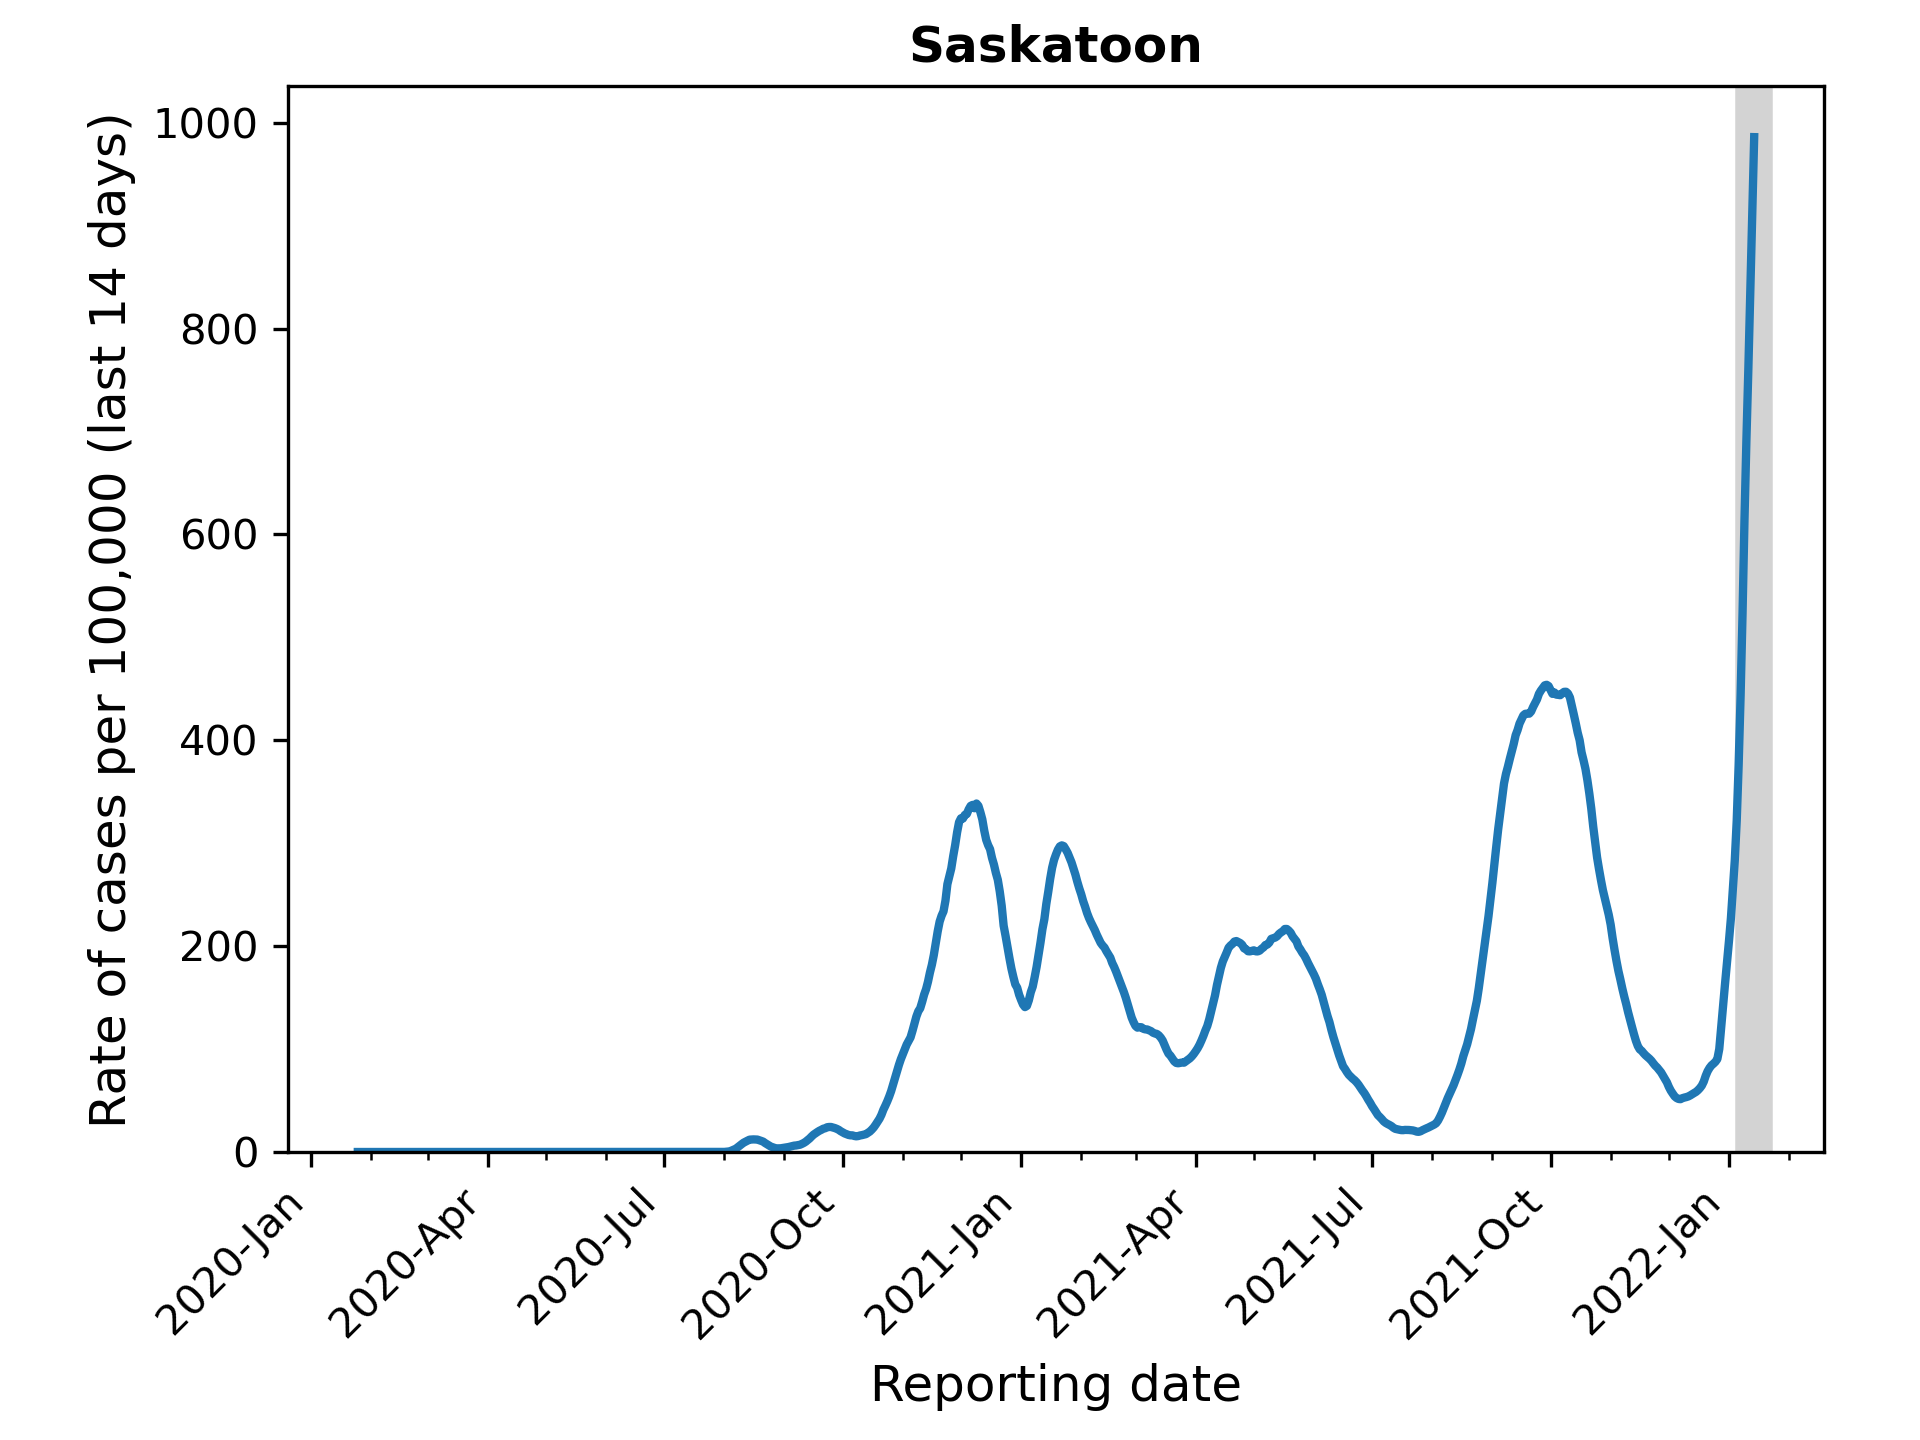 Saskatoon
Rate of cases per 100,000 (last 14 days)
1000
800
600
400
200
0
2020-Jan
2020-Apr
2020-Jul
2020-Oct
2021-Jan
2021-Apr
2021-Jul
2021-Oct
2022-Jan
Reporting date